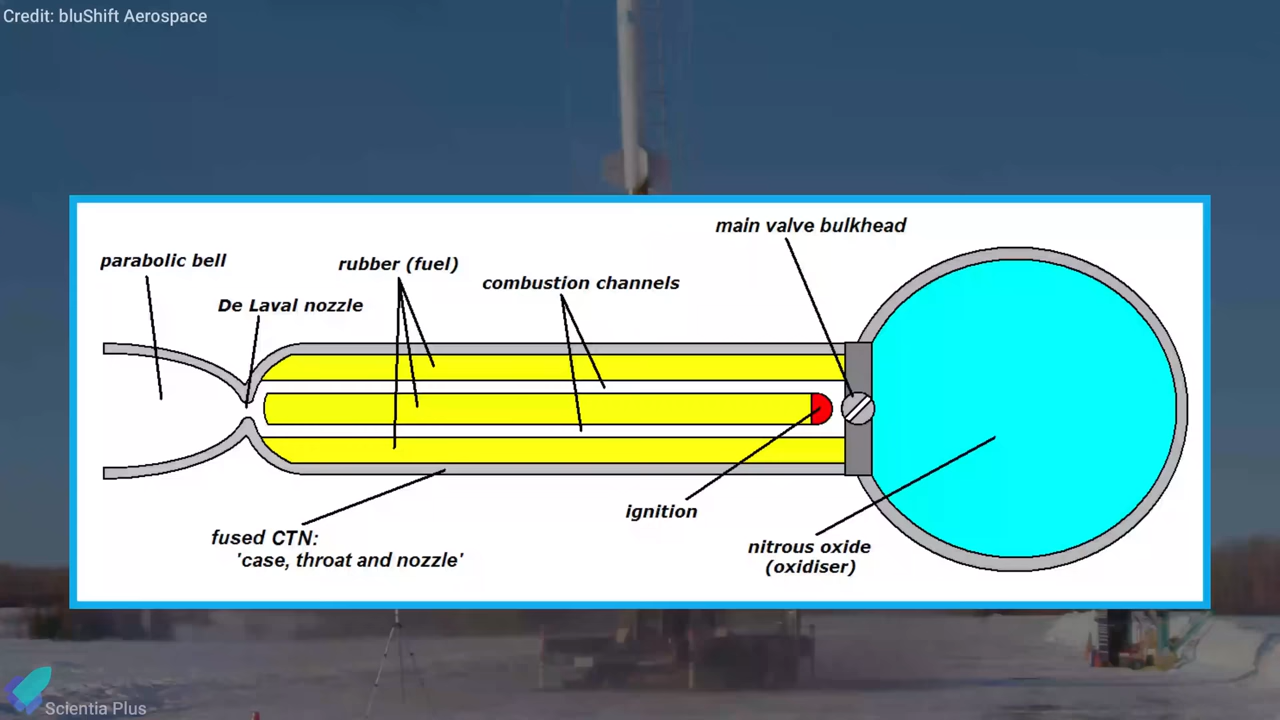 Credit: bluShift Aerospace
main valve bulkhead
parabolic bell
rubber (fuel)
combustion channels
De Laval nozzle
ignition
fused CTN:
'case, throat and nozzle'
nitrous oxide
(oxidiser)
Scientia Plus